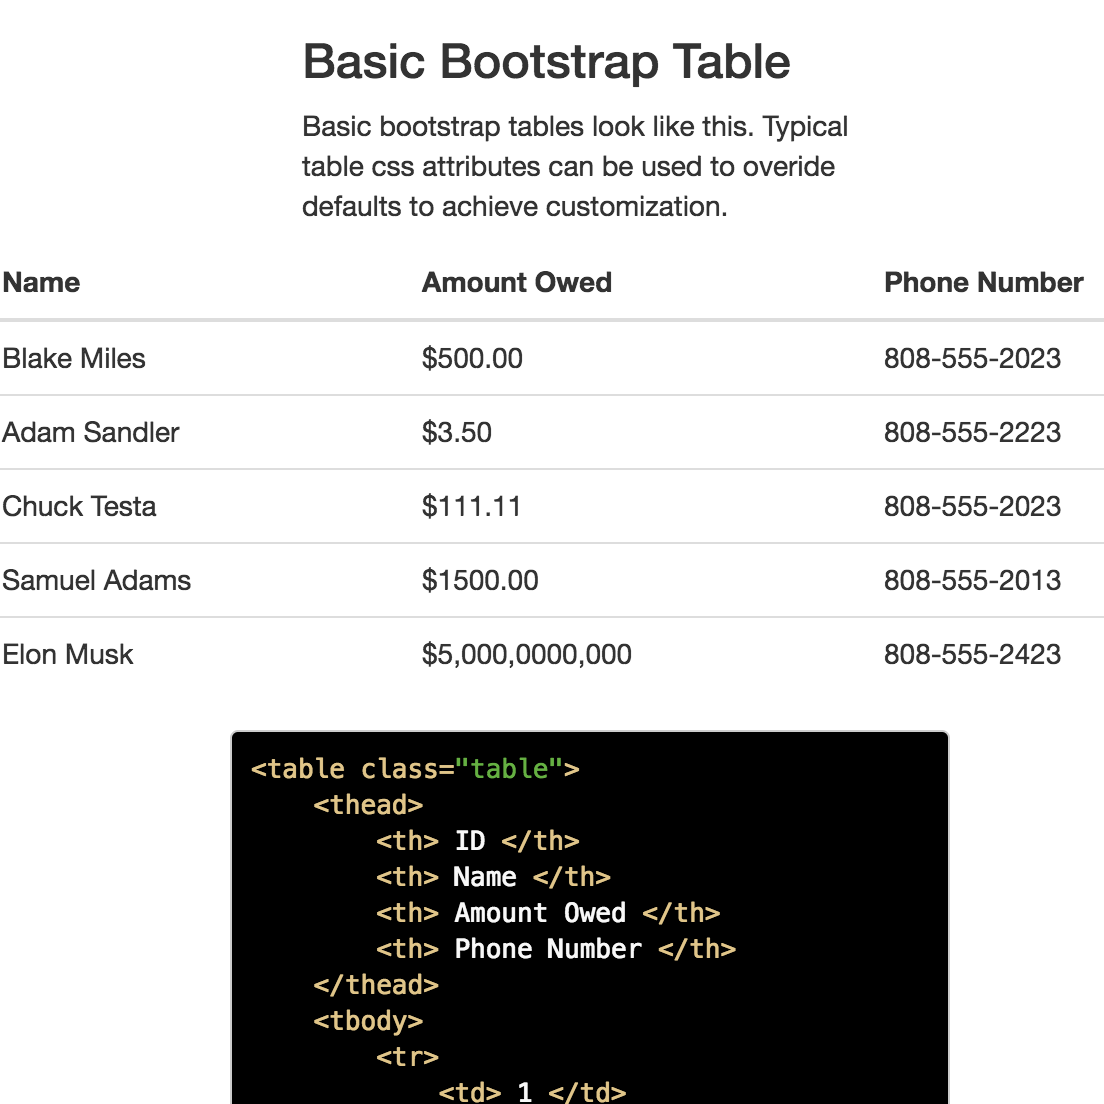 Basic Bootstrap Table
Basic bootstrap tables look like this. Typical
table css attributes can be used to overide
defaults to achieve customization.
Name Amount Owed Phone Number
Blake Miles $500.00 808-555-2023
Adam Sandler $3.50 808-555-2223
Chuck Testa $111.11 808-555-2023
Samuel Adams $1500.00 808-555-2013
Elon Musk $5,000,0000,000 808-555-2423
<table class="table">
    <thead>
        <th> ID </th>
        <th> Name </th>
        <th> Amount Owed </th>
        <th> Phone Number </th>
    </thead>
    <tbody>
        <tr>
            <td> 1 </td>